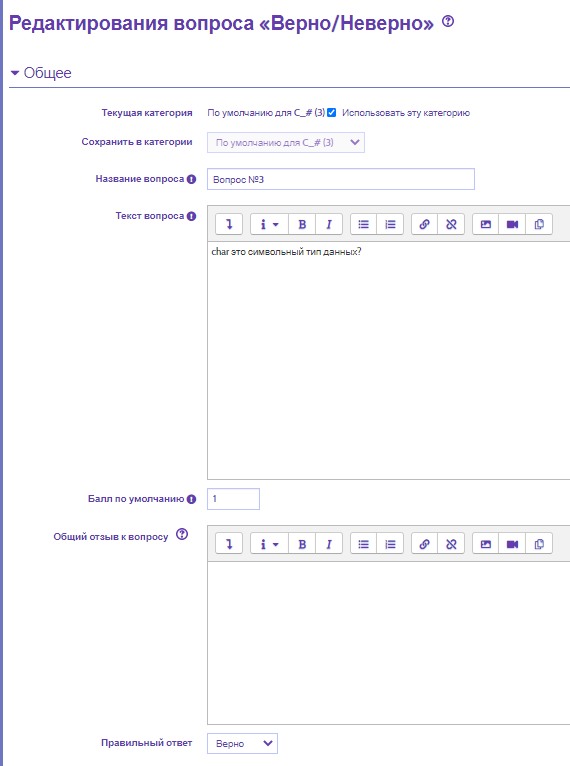 Редактирования вопроса «Верно/Неверно»
Общее
Текущая категория По умолчанию для C_# (3) Использовать эту категорию
Сохранить в категории По умолчанию для C_# (3)
Название вопроса Вопрос №3
Текст вопроса
char это символьный тип данных?
Балл по умолчанию 1
Общий отзыв к вопросу
Правильный ответ Верно